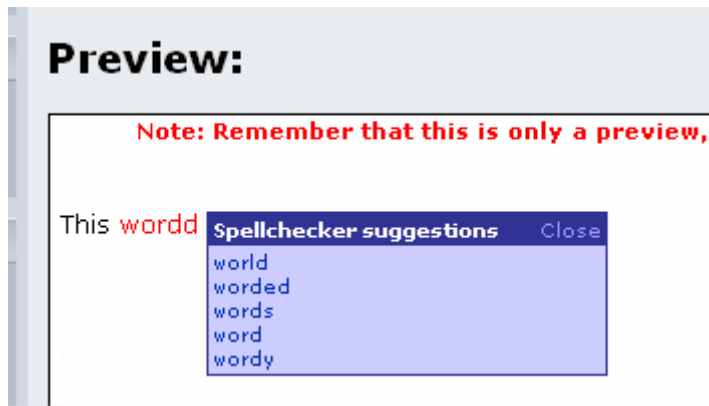 Preview:
Note: Remember that this is only a preview,
This wordd
Spellchecker suggestions Close
world
worded
words
word
wordy